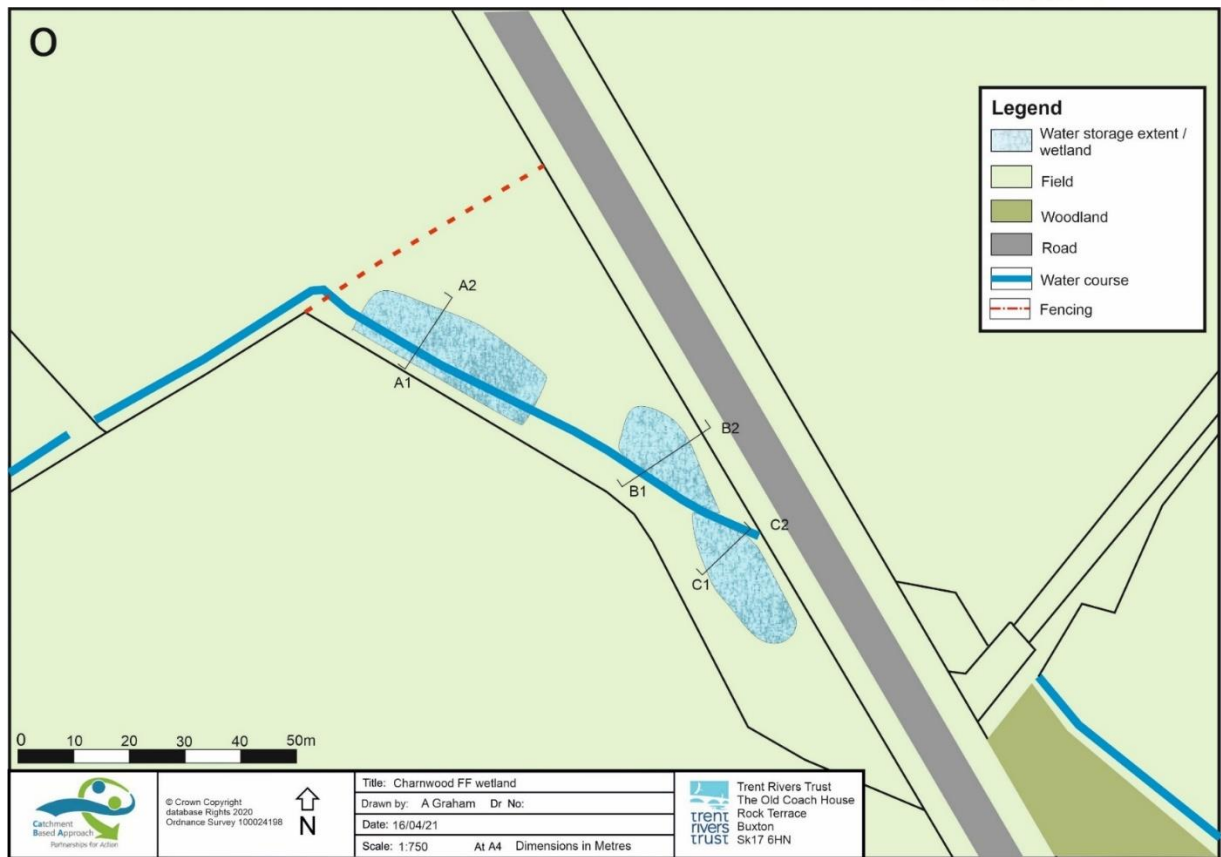 O
Legend
Water storage extent /
wetland
Field
Woodland
Road
Water course
Fencing
A2
A1
B2
B1
C2
C1
0 10 20 30 40 50m
Catchment
Based Approach
Partnerships for Action
© Crown Copyright
database Rights 2020
Ordnance Survey 100024198
N
Title: Charnwood FF wetland
Drawn by: A Graham Dr No:
Date: 16/04/21
Scale: 1:750 At A4 Dimensions in Metres
trent
rivers
trust
Trent Rivers Trust
The Old Coach House
Rock Terrace
Buxton
Sk17 6HN